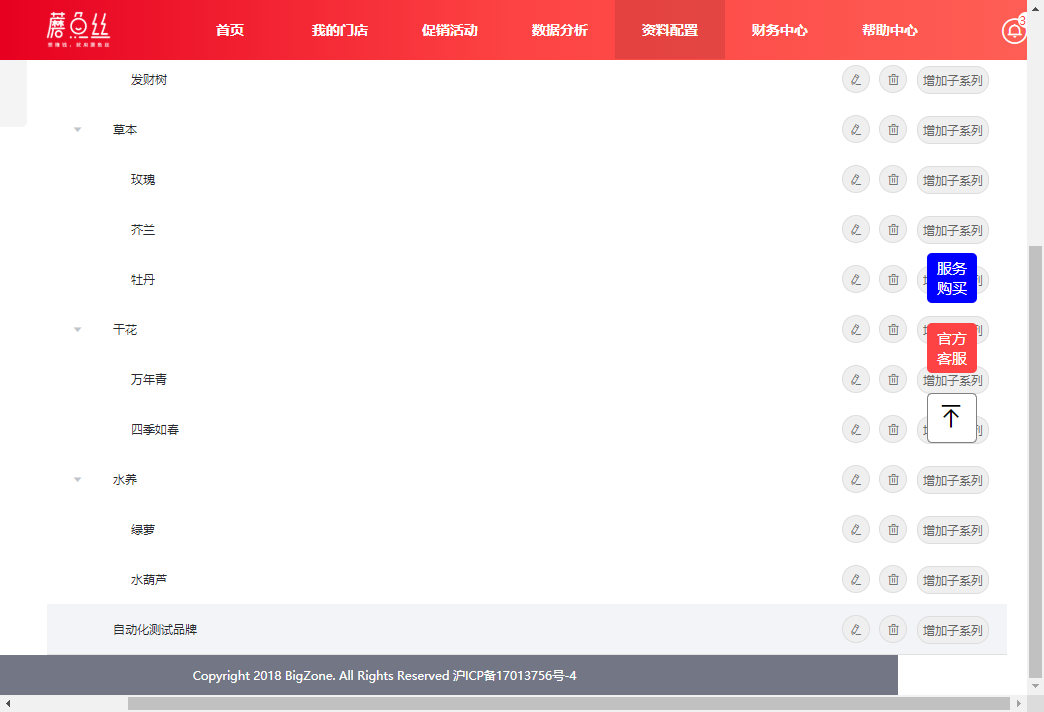 蘑点丝
首页
我的门店
促销活动
数据分析
资料配置
财务中心
帮助中心
3
发财树
增加子系列
草本
增加子系列
玫瑰
增加子系列
芥兰
增加子系列
牡丹
列
服务
购买
干花
列
官方
客服
万年青
增加子系列
四季如春
列
水养
增加子系列
绿萝
增加子系列
水葫芦
增加子系列
自动化测试品牌
增加子系列
Copyright 2018 BigZone. All Rights Reserved 沪ICP备17013756号-4